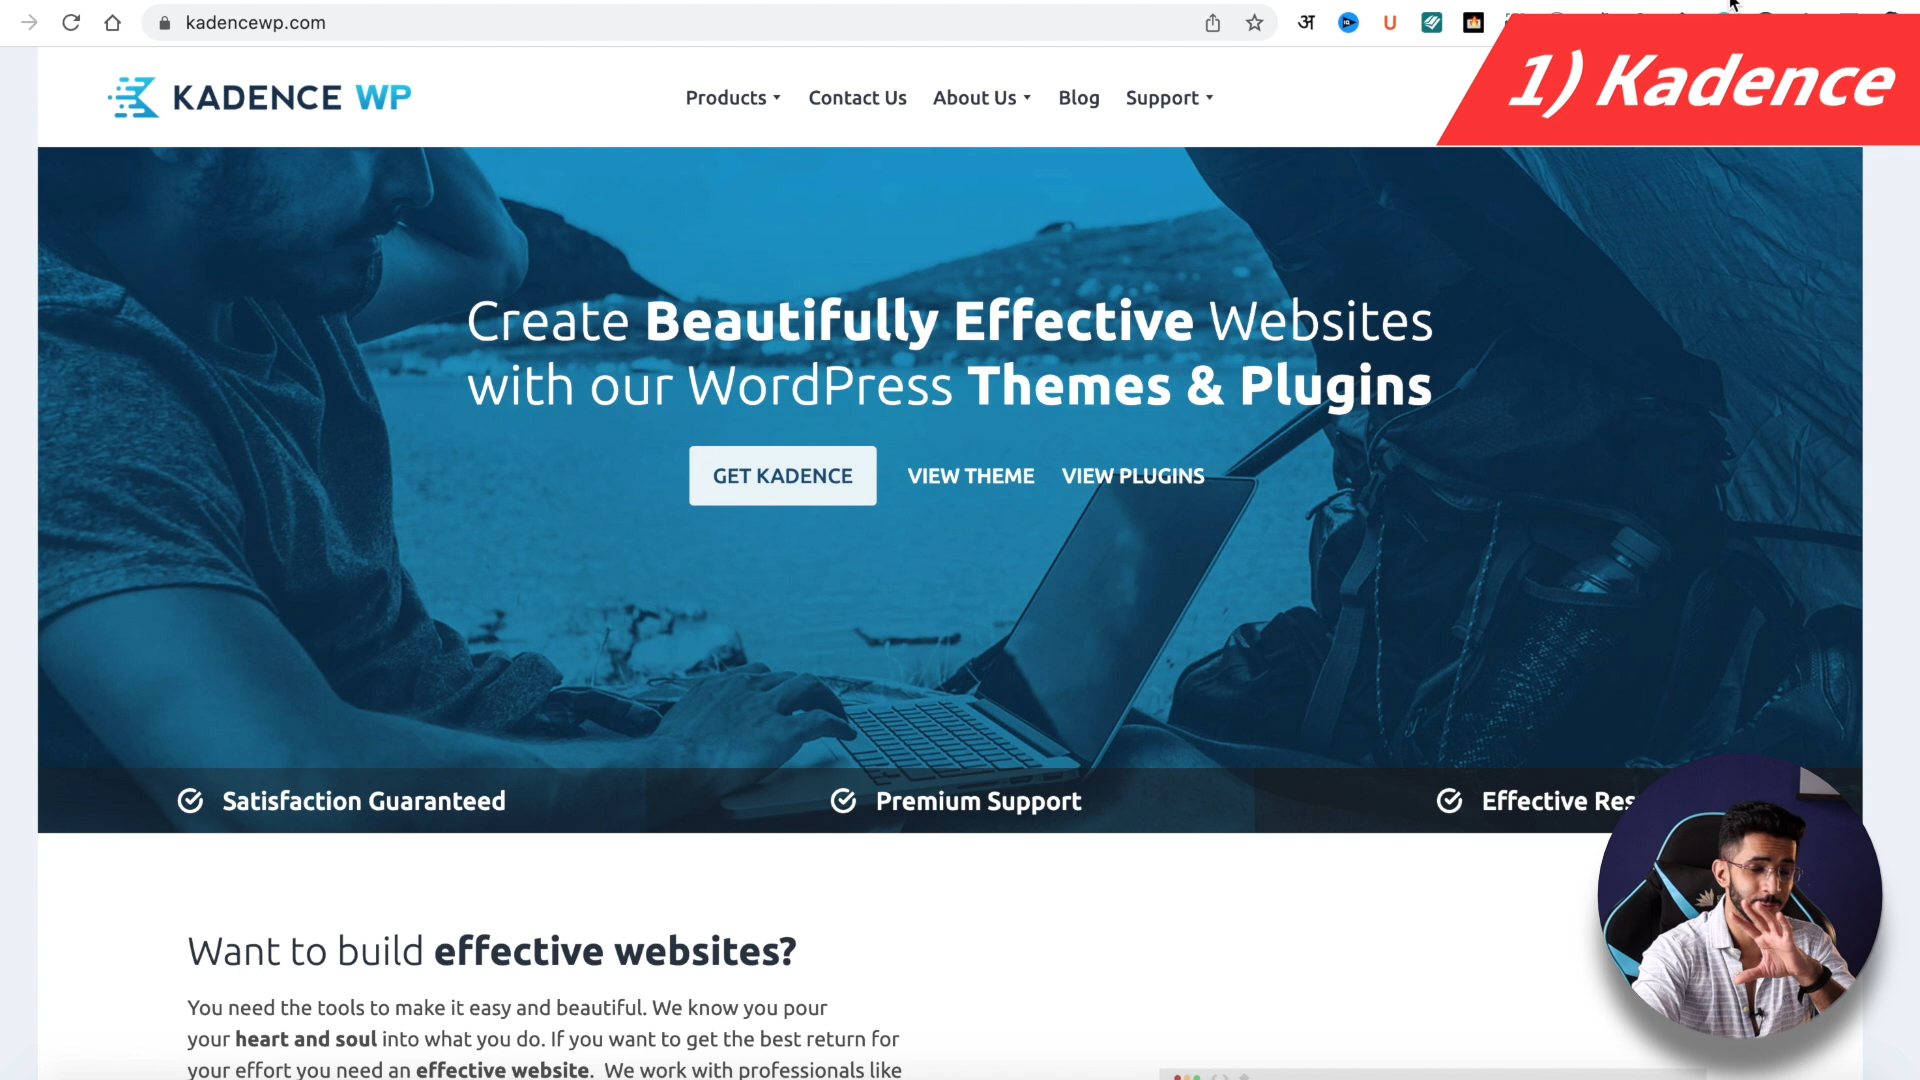 kadencewp.com
अ
U
1) Kadence
KADENCE WP
Products
Contact Us
About Us
Blog
Support
Create Beautifully Effective Websites
with our WordPress Themes & Plugins
GET KADENCE
VIEW THEME
VIEW PLUGINS
Satisfaction Guaranteed
Premium Support
Effective Res
Want to build effective websites?
You need the tools to make it easy and beautiful. We know you pour
your heart and soul into what you do. If you want to get the best return for
your effort you need an effective website. We work with professionals like